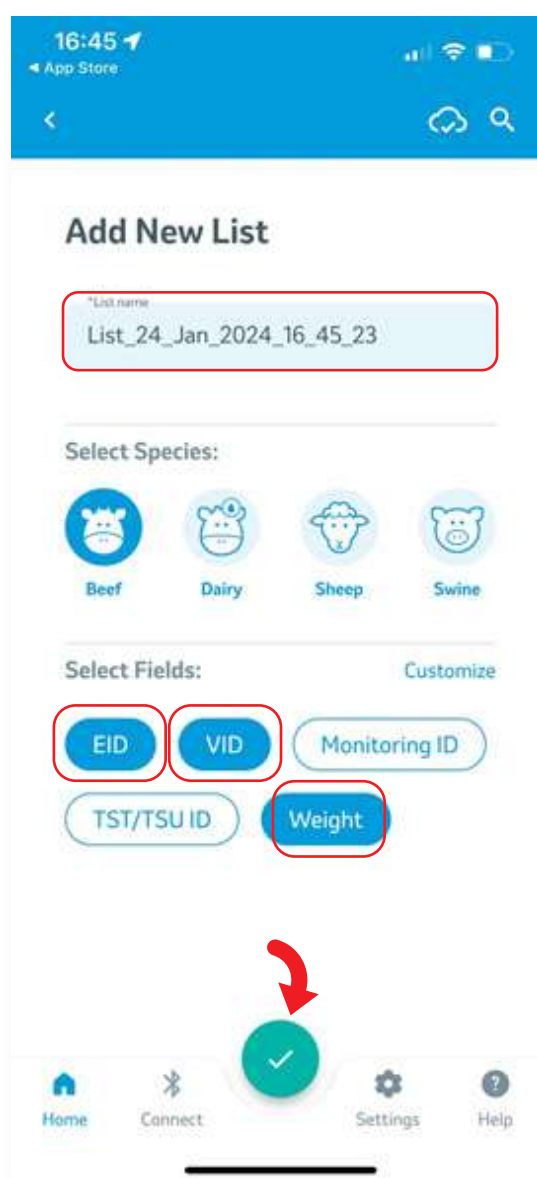 16:45
◀ App Store
Add New List
*List name
List_24_Jan_2024_16_45_23
Select Species:
Beef Dairy Sheep Swine
Select Fields: Customize
EID VID Monitoring ID
TST/TSU ID Weight
Home Connect Settings Help